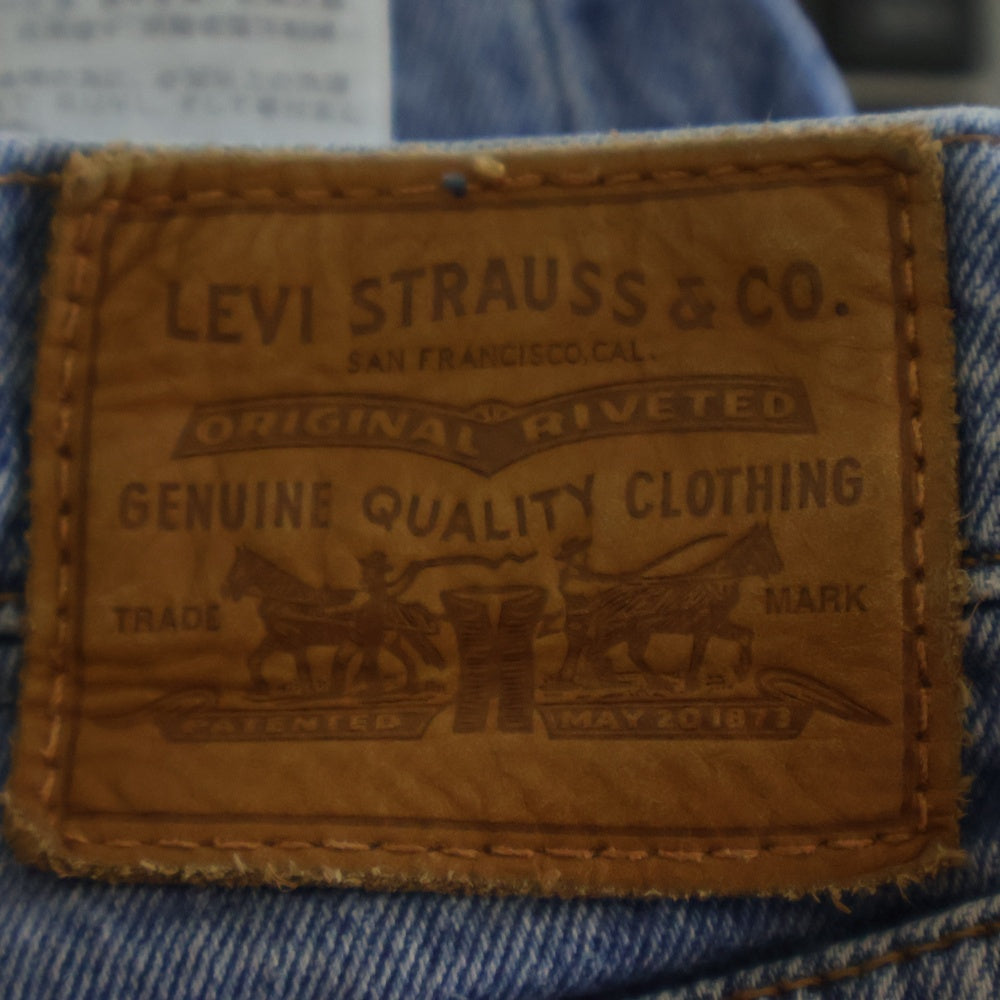 LEVI STRAUSS & CO.
SAN FRANCISCO, CAL.
ORIGINAL RIVETED
GENUINE QUALITY CLOTHING
TRADE MARK
PATENTED MAY 20 1873